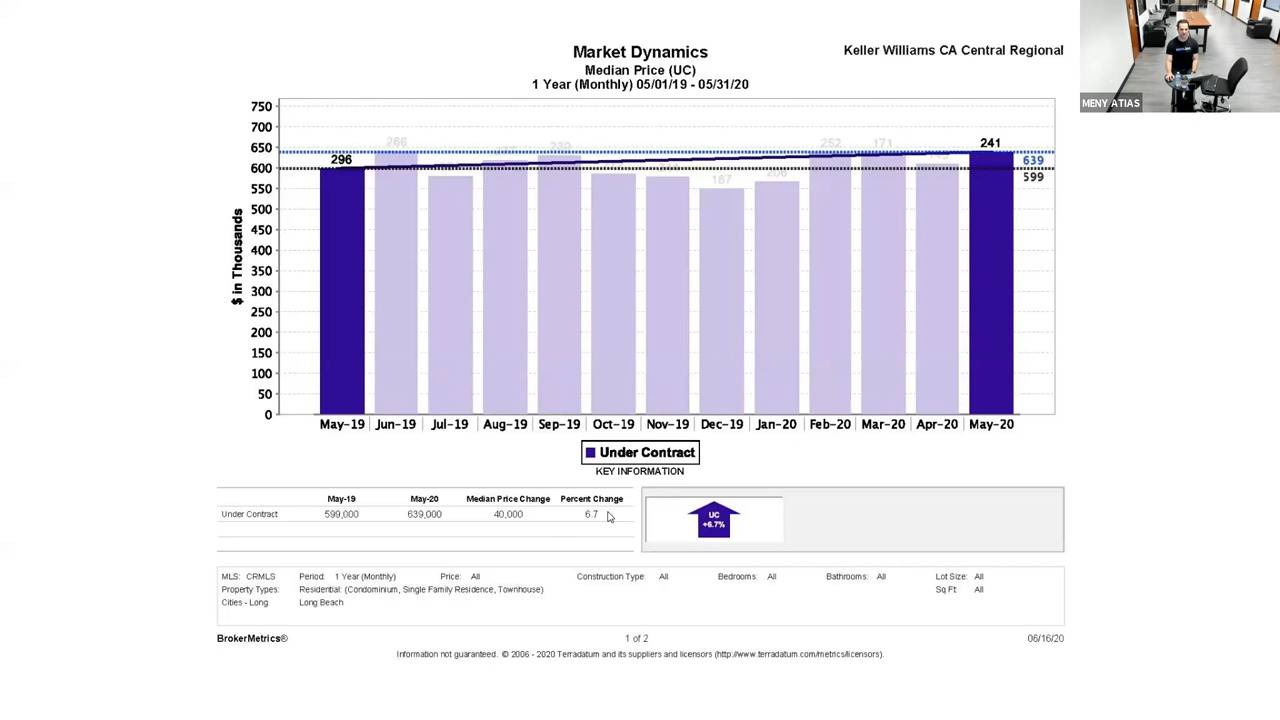 Market Dynamics
Keller Williams CA Central Regional
Median Price (UC)
1 Year (Monthly) 05/01/19 - 05/31/20
MENY ATIAS
$ in Thousands
750
700
650
600
550
500
450
400
350
300
250
200
150
100
50
0
296
266
230
167
206
252
171
241
639
599
May-19 Jun-19 Jul-19 Aug-19 Sep-19 Oct-19 Nov-19 Dec-19 Jan-20 Feb-20 Mar-20 Apr-20 May-20
Under Contract
KEY INFORMATION
May-19 May-20 Median Price Change Percent Change
Under Contract 599,000 639,000 40,000 6.7
UC
+6.7%
MLS: CRMLS Period: 1 Year (Monthly) Price: All Construction Type: All Bedrooms: All Bathrooms: All Lot Size: All
Property Types: Residential: (Condominium, Single Family Residence, Townhouse) Sq Ft: All
Cities - Long Long Beach
BrokerMetrics® 1 of 2 06/16/20
Information not guaranteed. © 2006 - 2020 Terradatum and its suppliers and licensors (http://www.terradatum.com/metrics/licensors).